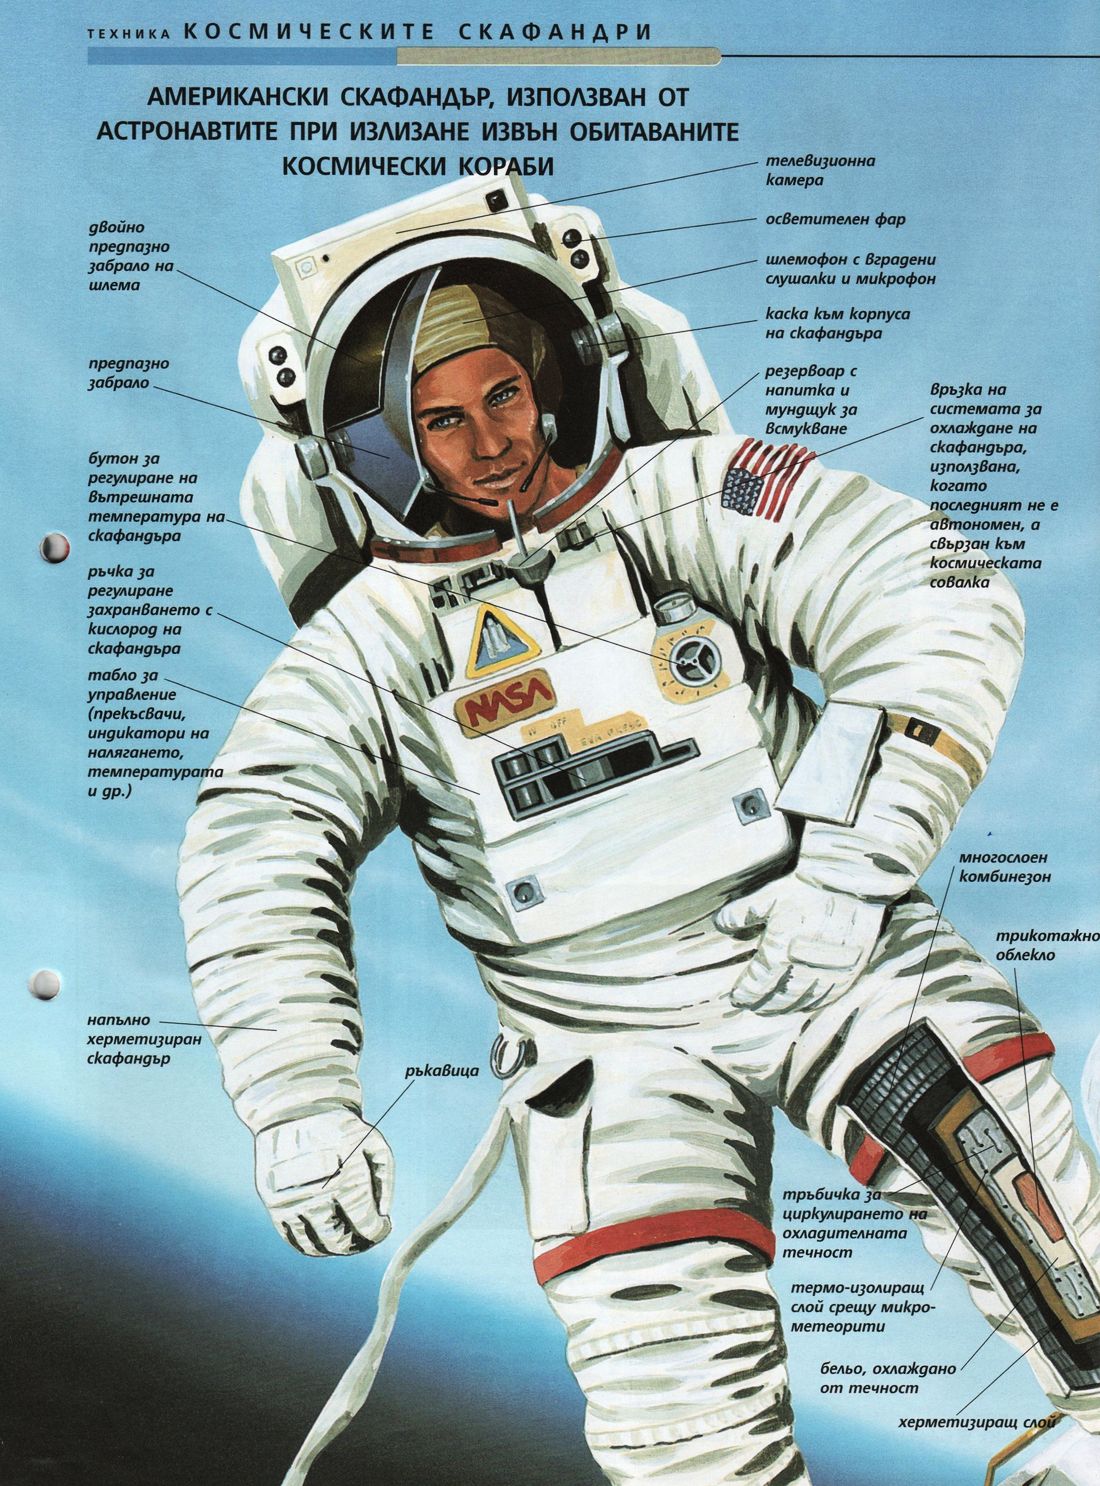 ТЕХНИКА КОСМИЧЕСКИТЕ СКАФАНДРИ
АМЕРИКАНСКИ СКАФАНДЪР, ИЗПОЛЗВАН ОТ
АСТРОНАВТИТЕ ПРИ ИЗЛИЗАНЕ ИЗВЪН ОБИТАВАНИТЕ
КОСМИЧЕСКИ КОРАБИ
телевизионна
камера
осветителен фар
шлемофон с вградени
слушалки и микрофон
каска към корпуса
на скафандъра
резервоар с
напитка и
мундщук за
всмукване
връзка на
системата за
охлаждане на
скафандъра,
използвана,
когато
последният не е
автономен, а
свързан към
космическата
совалка
двойно
предпазно
забрало на
шлема
предпазно
забрало
бутон за
регулиране на
вътрешната
температура на
скафандъра
ръчка за
регулиране
захранването с
кислород на
скафандъра
табло за
управление
(прекъсвачи,
индикатори на
налягането,
температурата
и др.)
NASA
многослоен
комбинезон
трикотажно
облекло
напълно
херметизиран
скафандър
ръкавица
тръбичка за
циркулирането на
охладителната
течност
термо-изолиращ
слой срещу микро-
метеорити
бельо, охлаждано
от течност
херметизиращ слой